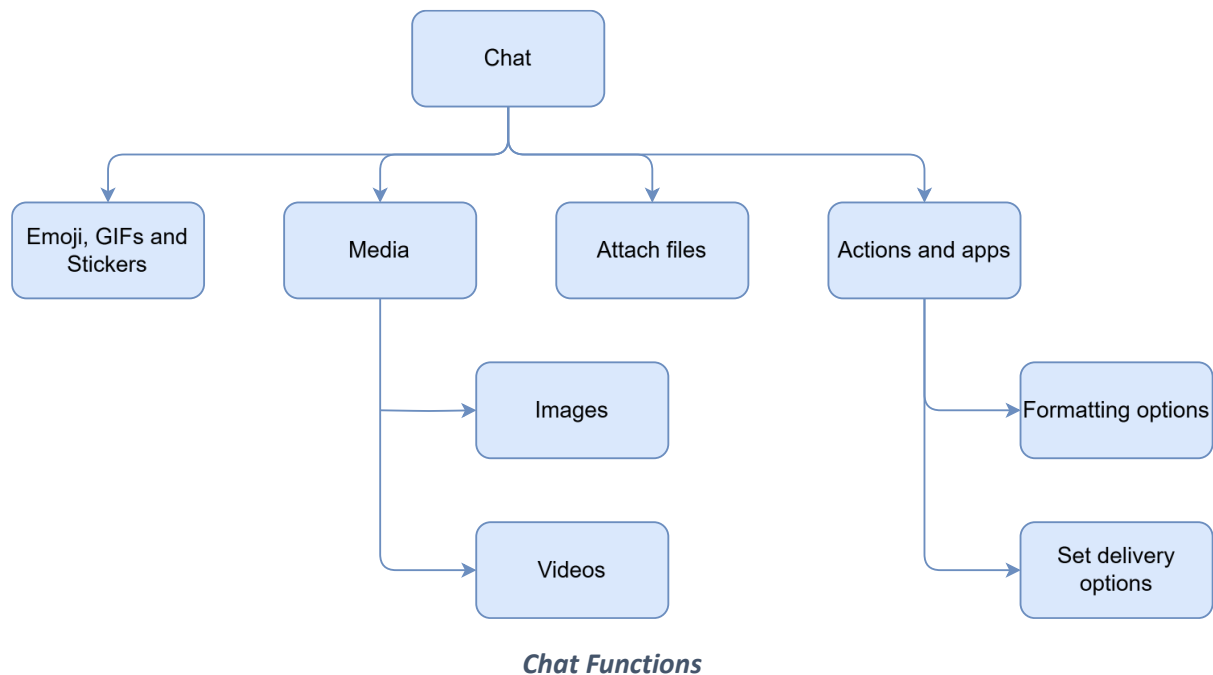 Chat
Emoji, GIFs and
Stickers
Media
Attach files
Actions and apps
Images
Formatting options
Videos
Set delivery
options
Chat Functions